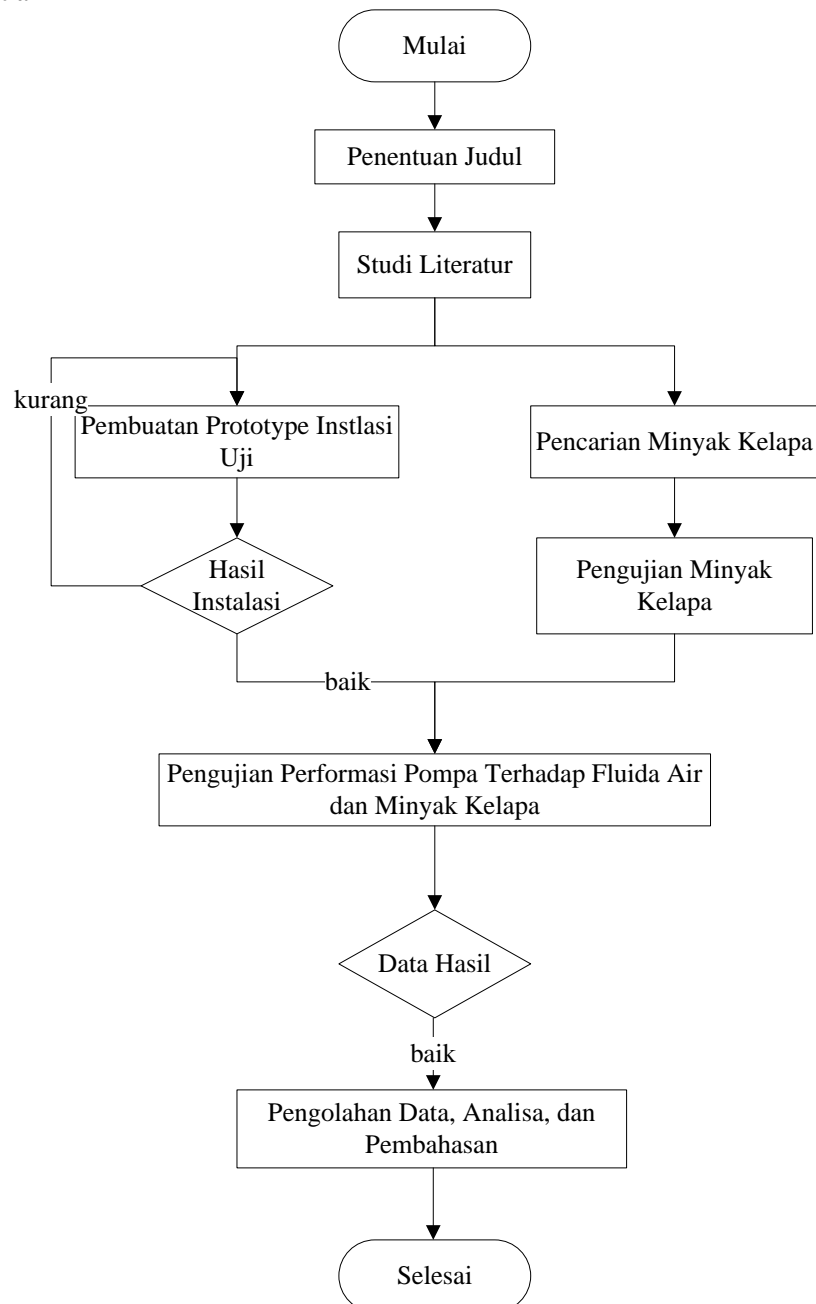 Mulai
Penentuan Judul
Studi Literatur
kurang
Pembuatan Prototype Instlasi
Uji
Pencarian Minyak Kelapa
Hasil
Instalasi
Pengujian Minyak
Kelapa
baik
Pengujian Performasi Pompa Terhadap Fluida Air
dan Minyak Kelapa
Data Hasil
baik
Pengolahan Data, Analisa, dan
Pembahasan
Selesai